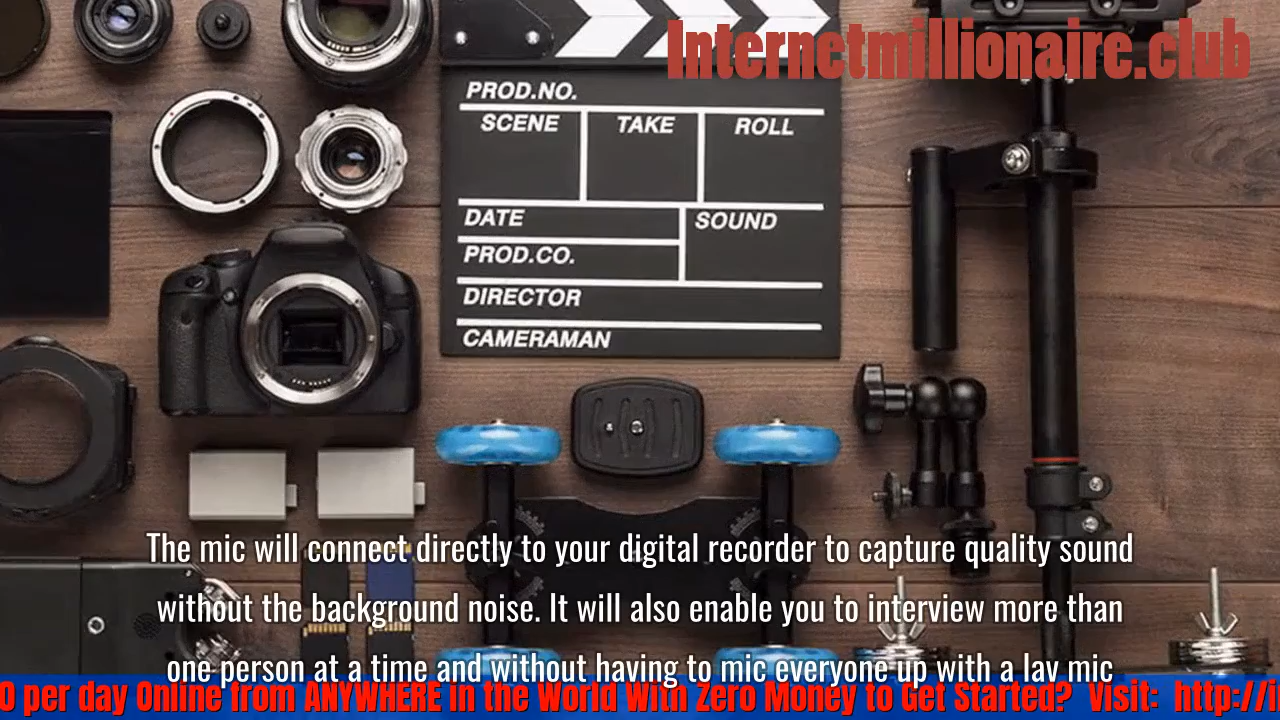 Internetmillionaire.club
PROD.NO.
SCENE TAKE ROLL
DATE SOUND
PROD.CO.
DIRECTOR
CAMERAMAN
The mic will connect directly to your digital recorder to capture quality sound
without the background noise. It will also enable you to interview more than
one person at a time and without having to mic everyone up with a lav mic
0 per day Online from ANYWHERE in the World With Zero Money to Get Started? Visit: http://i